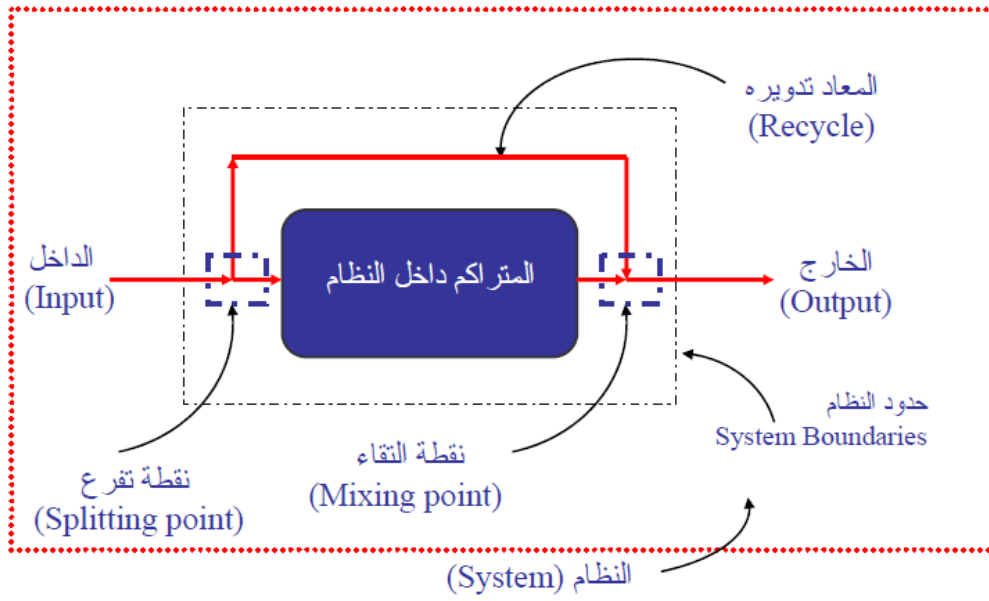 المعاد تدويره
(Recycle)
الداخل
(Input)
المتراكم داخل النظام
الخارج
(Output)
حدود النظام
System Boundaries
نقطة التقاء
(Mixing point)
نقطة تفرع
(Splitting point)
النظام (System)